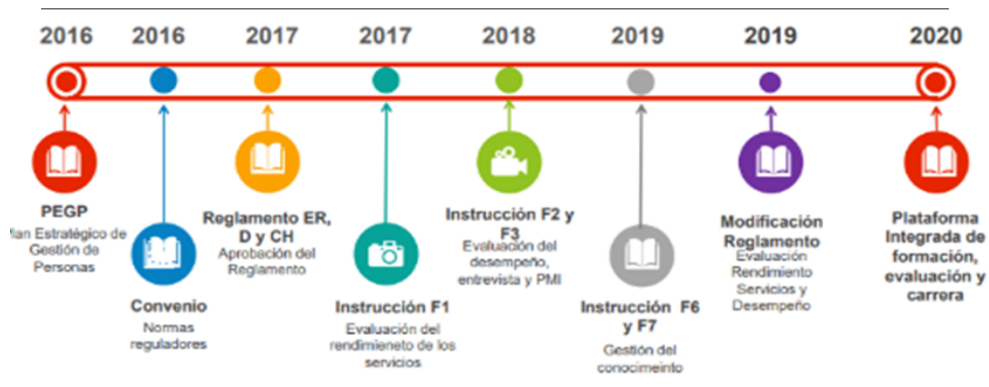 2016
2016
2017
2017
2018
2019
2019
2020
PEGP
lan Estratégico de
Gestión de
Personas
Convenio
Normas
reguladores
Reglamento ER,
D y CH
Aprobación del
Reglamento
Instrucción F1
Evaluación del
rendimieneto de los
servicios
Instrucción F2 y
F3
Evaluación del
desempeño,
entrevista y PMI
Instrucción F6
y F7
Gestión del
conocimeinto
Modificación
Reglamento
Evaluación
Rendimiento
Servicios y
Desempeño
Plataforma
Integrada de
formación,
evaluación y
carrera